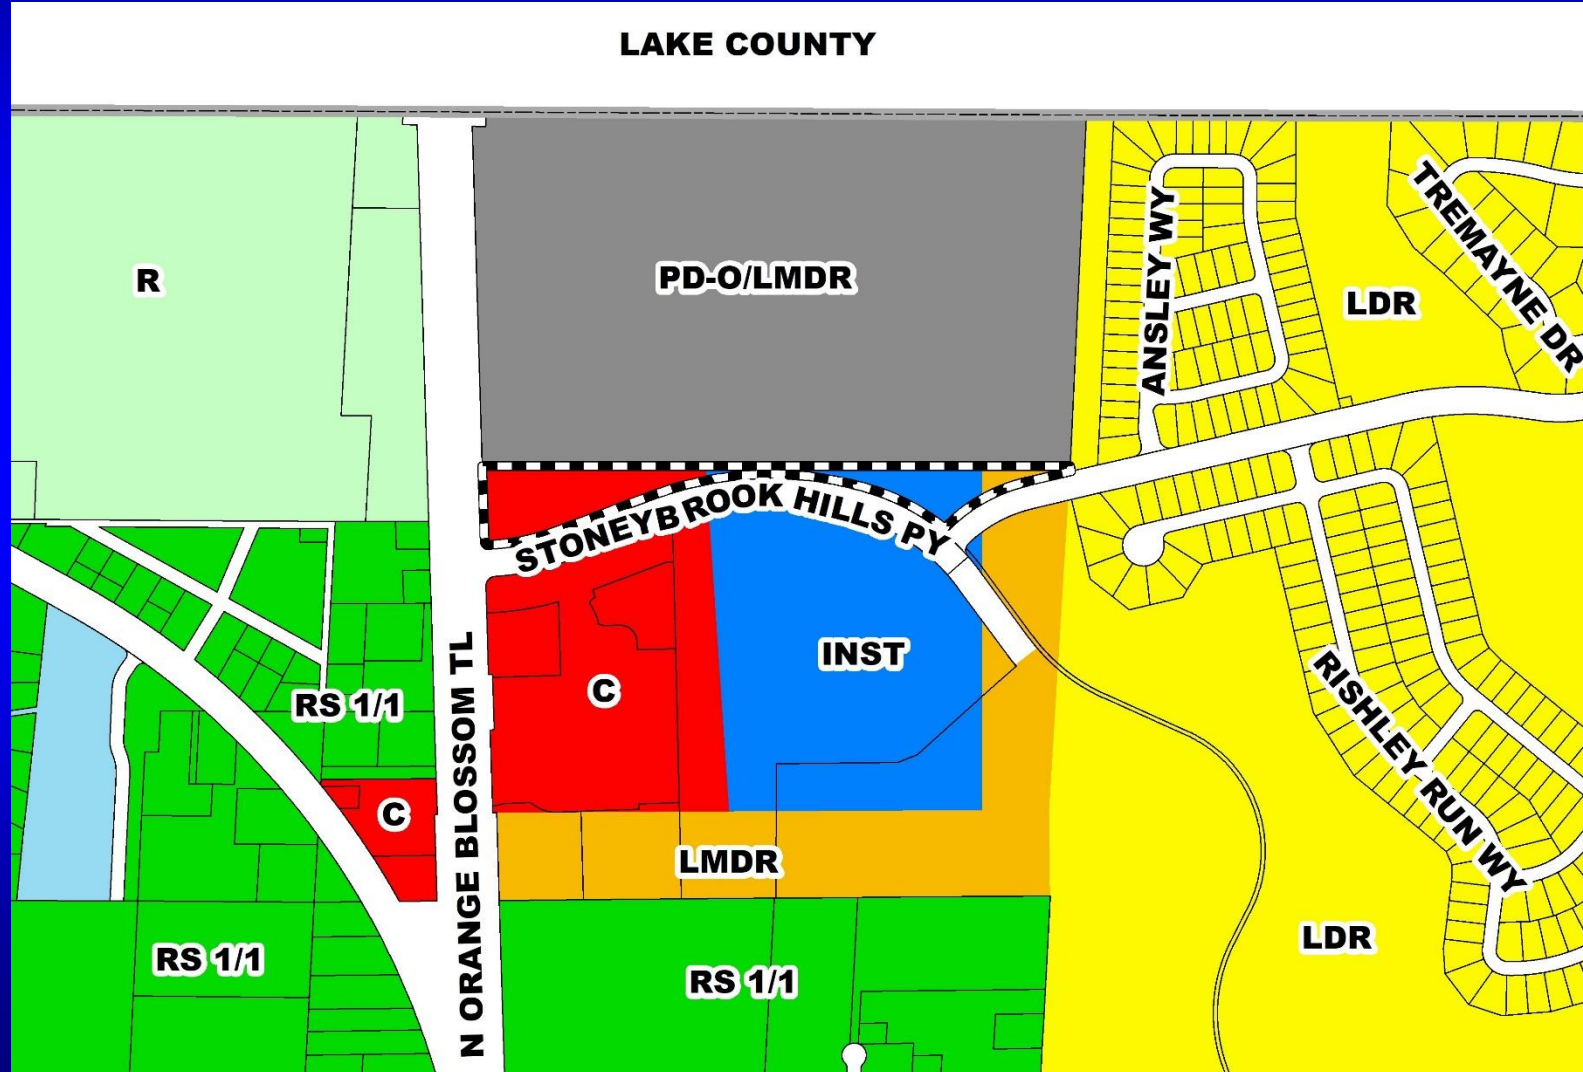 LAKE COUNTY
R
PD-O/LMDR
ANSLEY WY
LDR
TREMAYNE DR
STONEYBROOK HILLS PY
RS 1/1
C
INST
C
N ORANGE BLOSSOM TL
LMDR
RISHLEY RUN WY
RS 1/1
RS 1/1
LDR